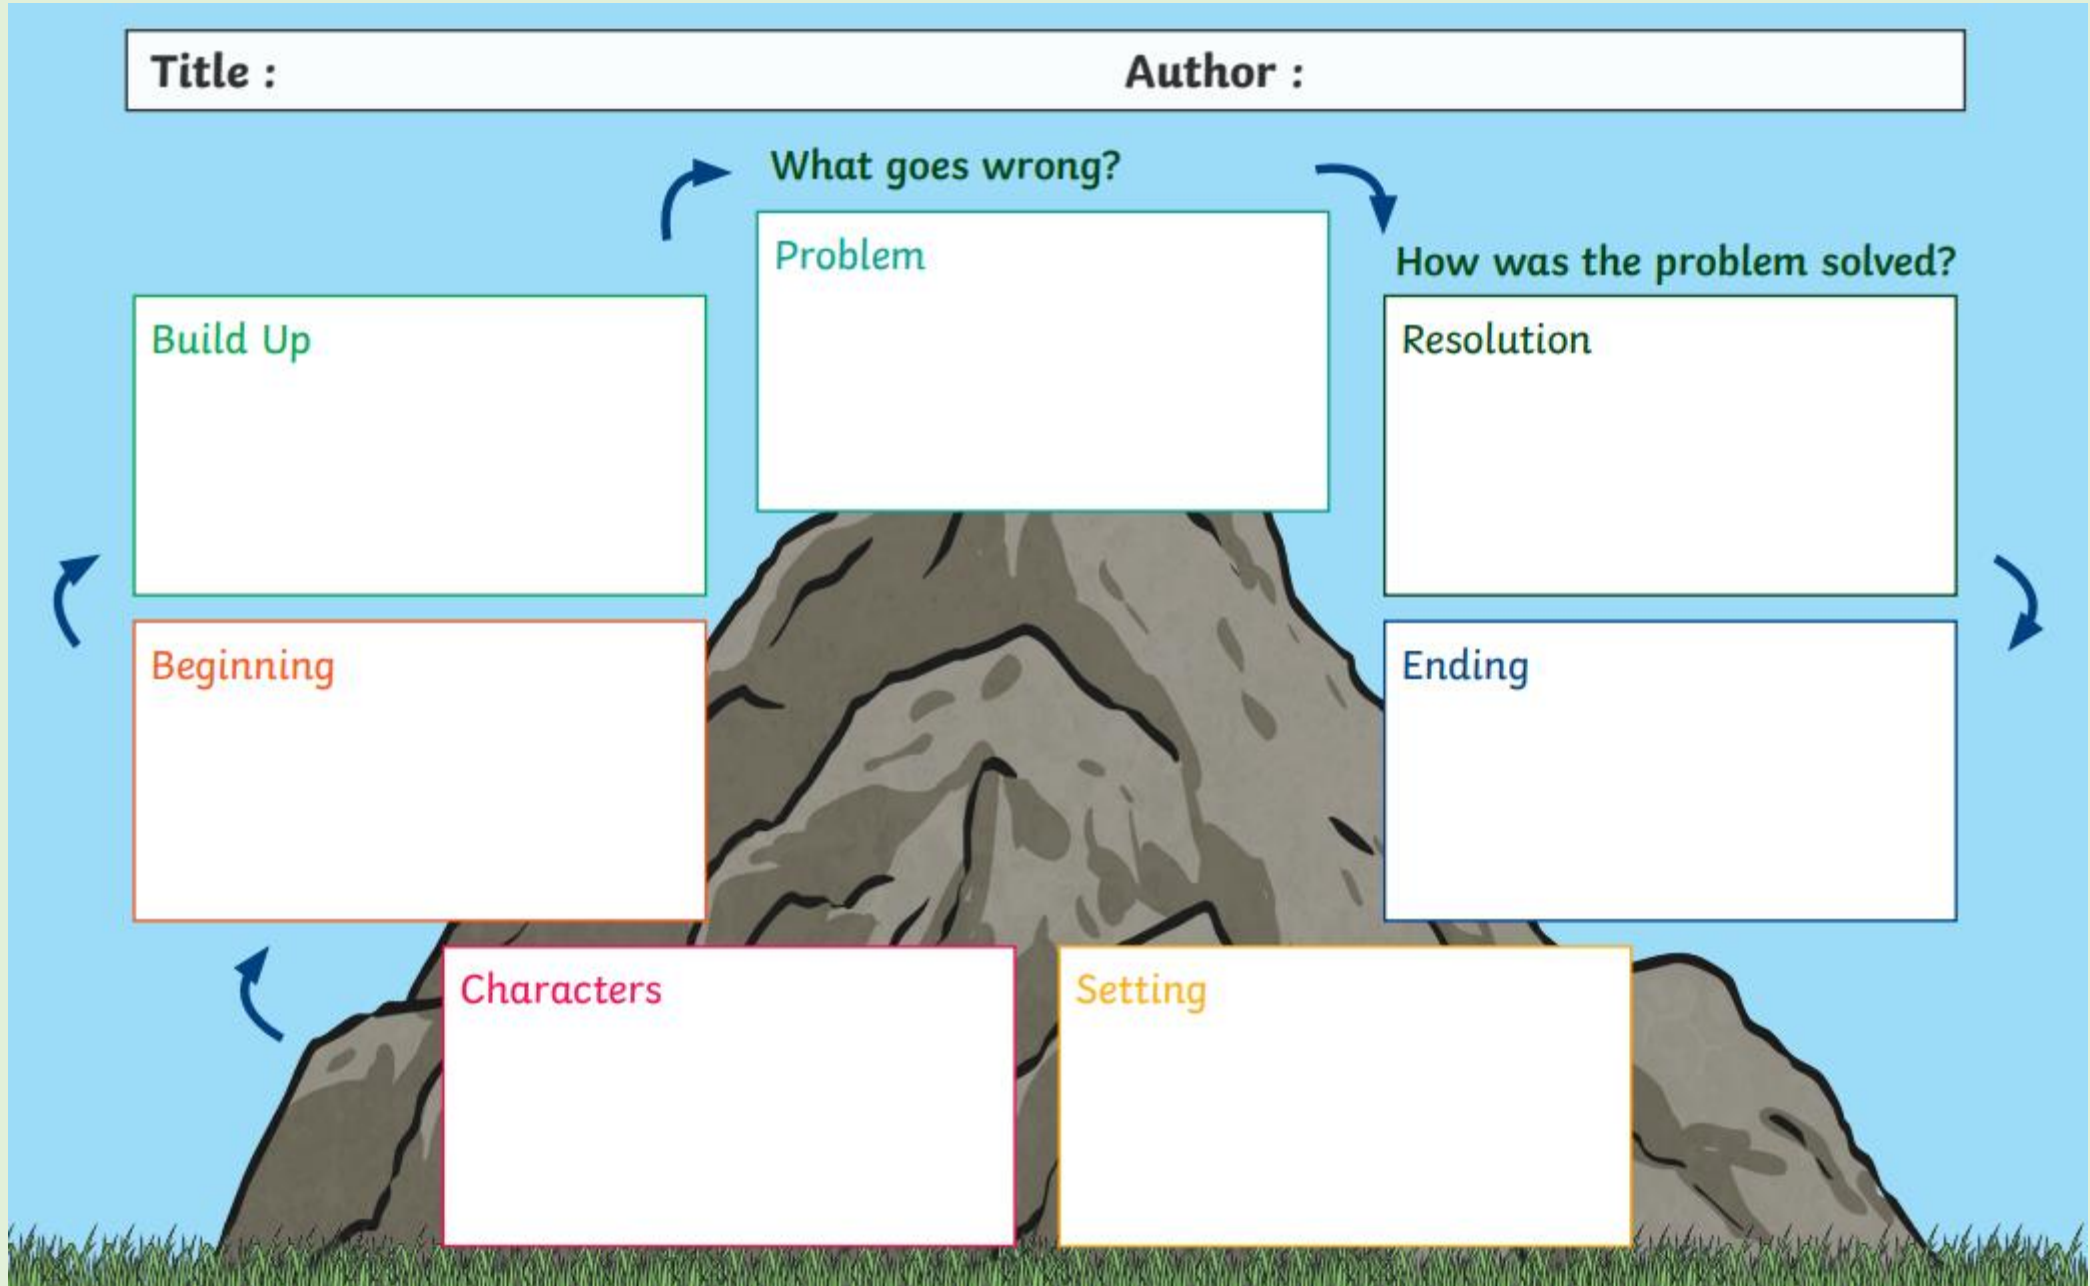 Title : Author :
What goes wrong?
Problem
How was the problem solved?
Build Up
Resolution
Beginning
Ending
Characters
Setting